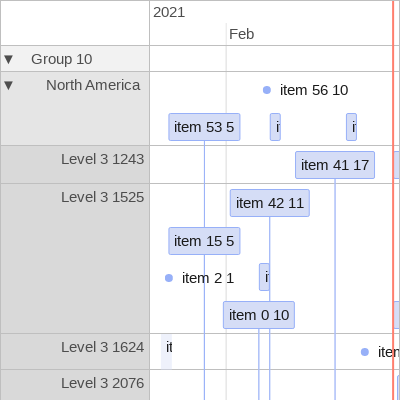 2021
Feb
▼ Group 10
▼ North America
item 56 10
item 53 5
i
i
Level 3 1243
item 41 17
Level 3 1525
item 42 11
item 15 5
item 2 1
i
item 0 10
Level 3 1624
it
Level 3 2076